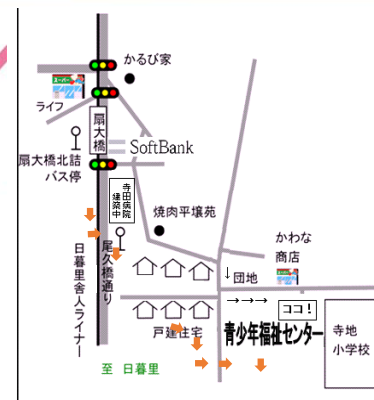 かるび家
ライフ
扇大橋
SoftBank
扇大橋北詰
バス停
寺田病院
建築中
焼肉平壌苑
かわな
商店
日暮里舎人ライナー
尾久橋通り
↓団地
→→→
ココ！
戸建住宅
青少年福祉センター
寺地
小学校
至 日暮里